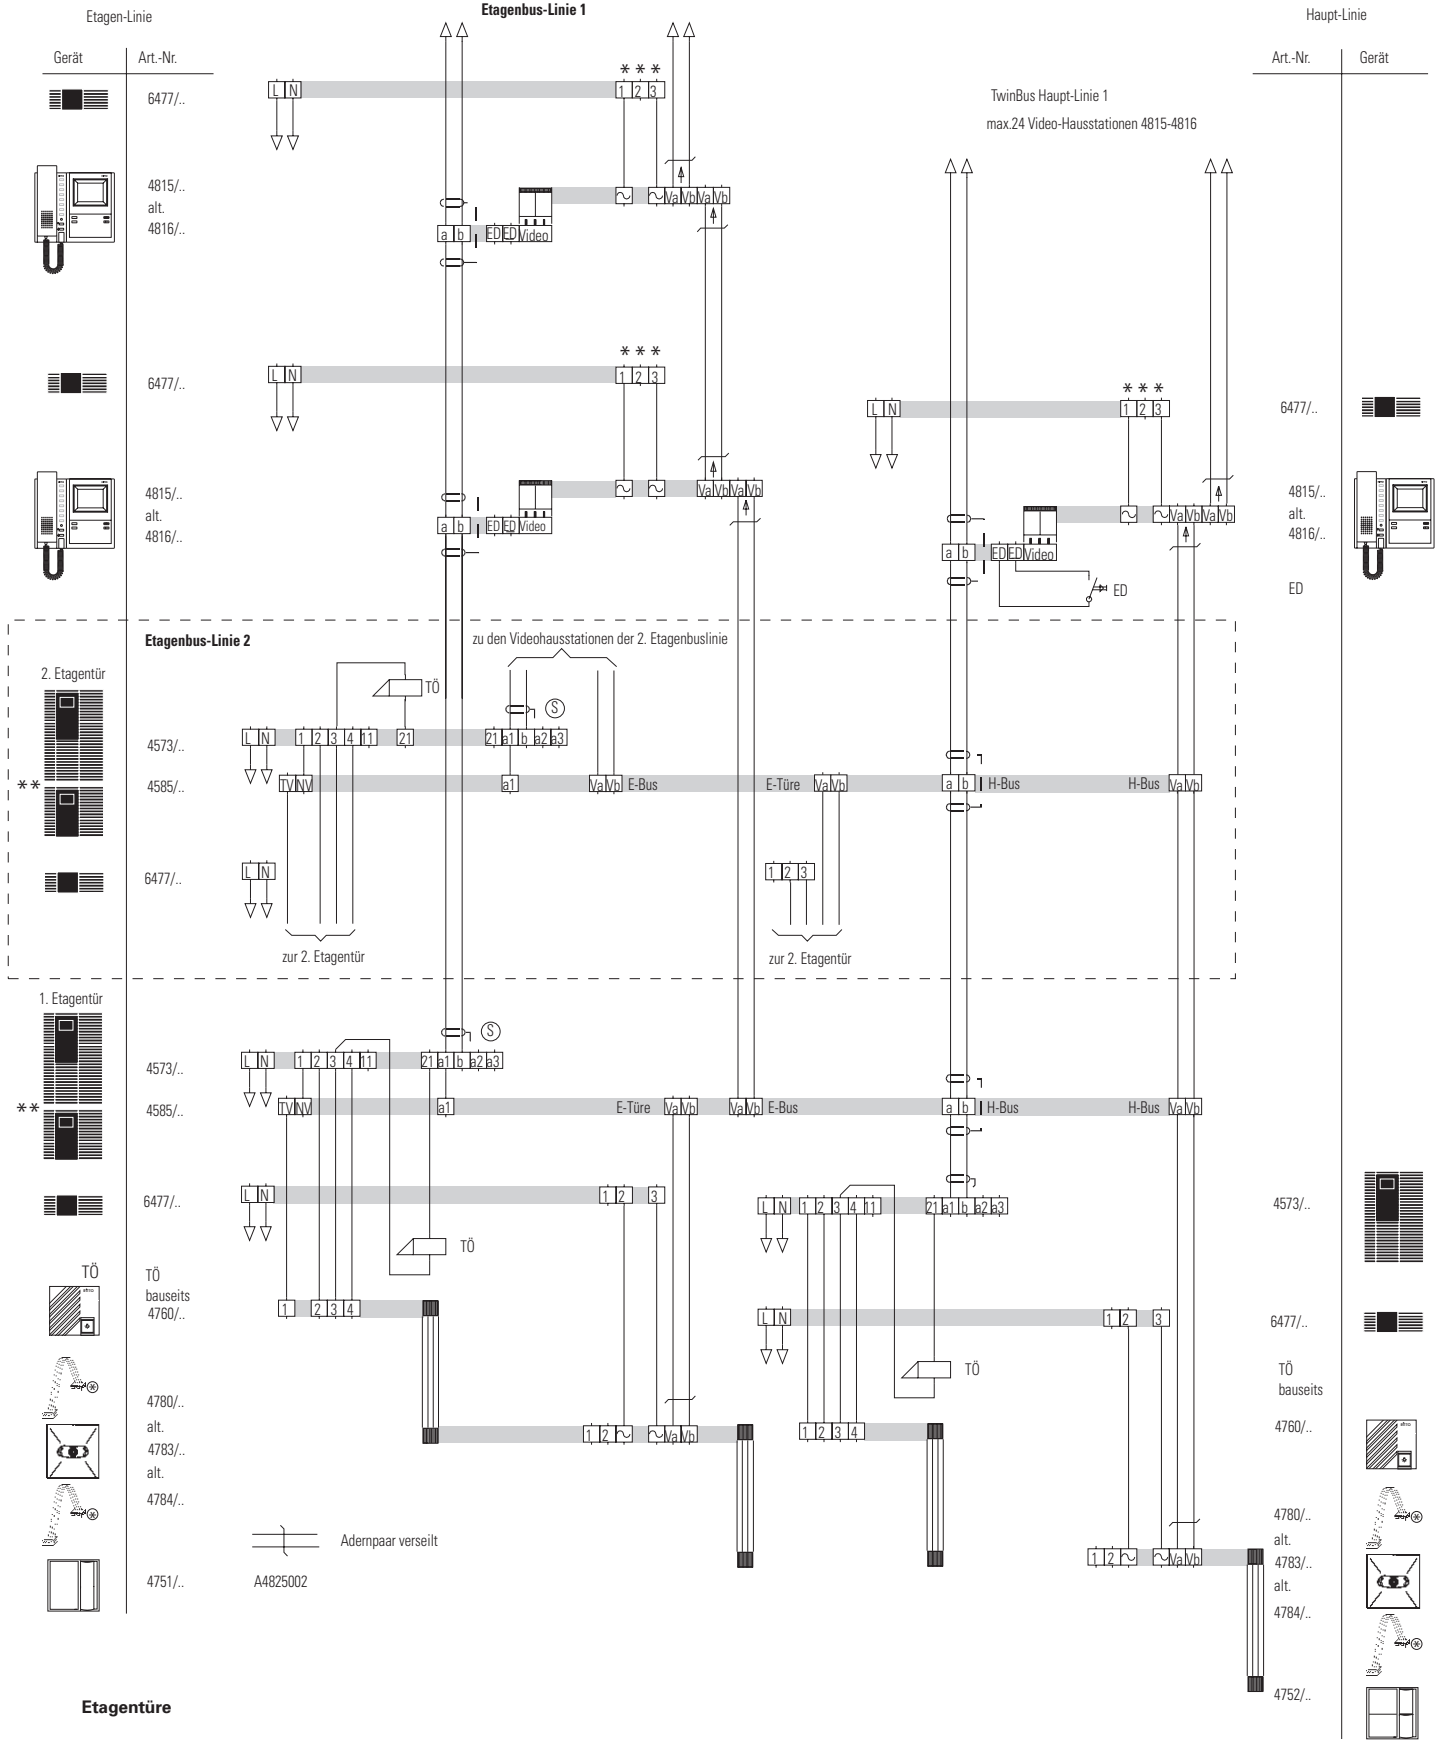 Etagen-Linie
Etagenbus-Linie 1
Haupt-Linie
Gerät Art.-Nr.
Art.-Nr. Gerät
* * *
L N 1 2 3
6477/..
TwinBus Haupt-Linie 1
max.24 Video-Hausstationen 4815-4816
4815/..
alt.
4816/..
Va Vb Va Vb
a b ED ED Video
* * *
L N 1 2 3
6477/..
* * *
L N 1 2 3
6477/..
4815/..
alt.
4816/..
Va Vb Va Vb
a b ED ED Video
4815/..
alt.
4816/..
Va Vb Va Vb
a b ED ED Video
ED
ED
Etagenbus-Linie 2
zu den Videohausstationen der 2. Etagenbuslinie
2. Etagentür
TÖ
S
4573/..
L N 1 2 3 4 11 21 21 a1 b a2 a3
**
4585/..
TV NV a1 Va Vb E-Bus E-Türe Va Vb a b H-Bus H-Bus Va Vb
6477/..
L N 1 2 3
zur 2. Etagentür
zur 2. Etagentür
1. Etagentür
S
4573/..
L N 1 2 3 4 11 21 a1 b a2 a3
**
4585/..
TV NV a1 E-Türe Va Vb Va Vb E-Bus a b H-Bus H-Bus Va Vb
6477/..
L N 1 2 3
L N 1 2 3 4 11 21 a1 b a2 a3
4573/..
TÖ
TÖ
TÖ
bauseits
4760/..
1 2 3 4
L N 1 2 3
6477/..
TÖ
TÖ
bauseits
4780/..
alt.
4783/..
alt.
4784/..
1 2 Va Vb
1 2 3 4
4760/..
Adernpaar verseilt
4751/..
A4825002
4780/..
alt.
4783/..
alt.
4784/..
1 2 Va Vb
4752/..
Etagentüre